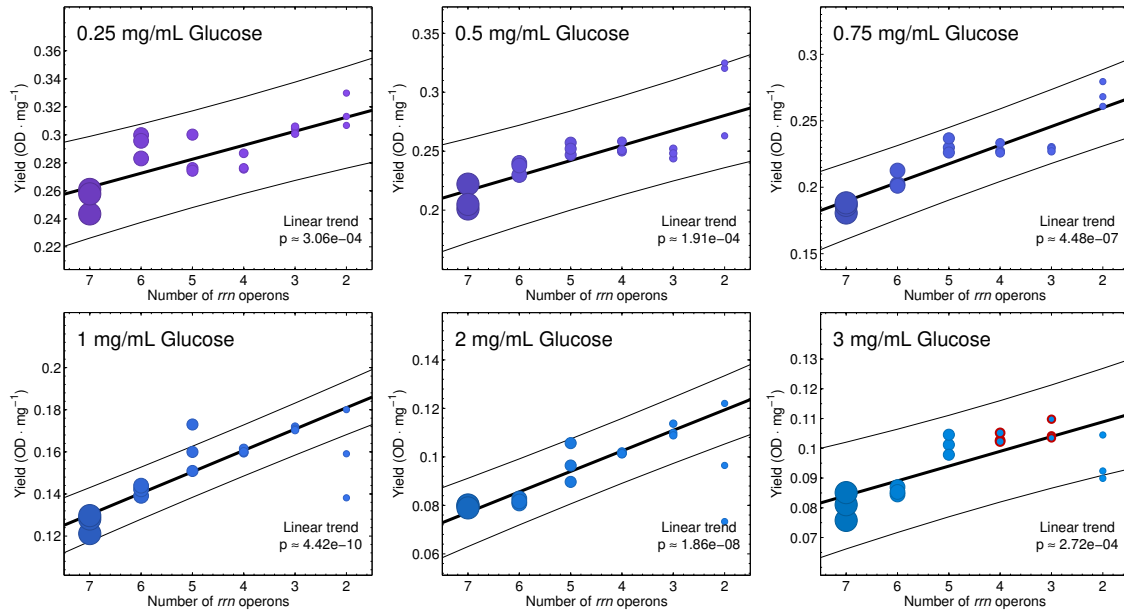 0.25 mg/mL Glucose
Yield (OD · mg⁻¹)
0.36
0.34
0.32
0.3
0.28
0.26
0.24
0.22
Linear trend
p ≈ 3.06e−04
7 6 5 4 3 2
Number of rrn operons
0.5 mg/mL Glucose
Yield (OD · mg⁻¹)
0.35
0.3
0.25
0.2
Linear trend
p ≈ 1.91e−04
7 6 5 4 3 2
Number of rrn operons
0.75 mg/mL Glucose
Yield (OD · mg⁻¹)
0.3
0.25
0.2
0.15
Linear trend
p ≈ 4.48e−07
7 6 5 4 3 2
Number of rrn operons
1 mg/mL Glucose
Yield (OD · mg⁻¹)
0.2
0.18
0.16
0.14
0.12
Linear trend
p ≈ 4.42e−10
7 6 5 4 3 2
Number of rrn operons
2 mg/mL Glucose
Yield (OD · mg⁻¹)
0.14
0.12
0.1
0.08
0.06
Linear trend
p ≈ 1.86e−08
7 6 5 4 3 2
Number of rrn operons
3 mg/mL Glucose
Yield (OD · mg⁻¹)
0.13
0.12
0.11
0.1
0.09
0.08
0.07
Linear trend
p ≈ 2.72e−04
7 6 5 4 3 2
Number of rrn operons